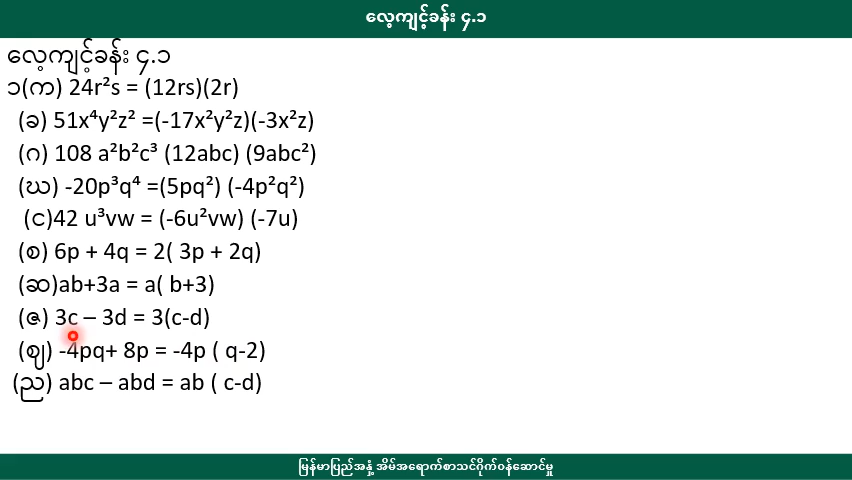 လေ့ကျင့်ခန်း ၄.၁
လေ့ကျင့်ခန်း ၄.၁
၁(က) 24r²s = (12rs)(2r)
(ခ) 51x⁴y²z² =(-17x²y²z)(-3x²z)
(ဂ) 108 a²b²c³ (12abc) (9abc²)
(ဃ) -20p³q⁴ =(5pq²) (-4p²q²)
(င)42 u³vw = (-6u²vw) (-7u)
(စ) 6p + 4q = 2( 3p + 2q)
(ဆ)ab+3a = a( b+3)
(ဇ) 3c – 3d = 3(c-d)
(ဈ) -4pq+ 8p = -4p ( q-2)
(ည) abc – abd = ab ( c-d)
မြန်မာပြည်အနှံ့ အိမ်အရောက်စာသင်ဂိုက်ဝန်ဆောင်မှု